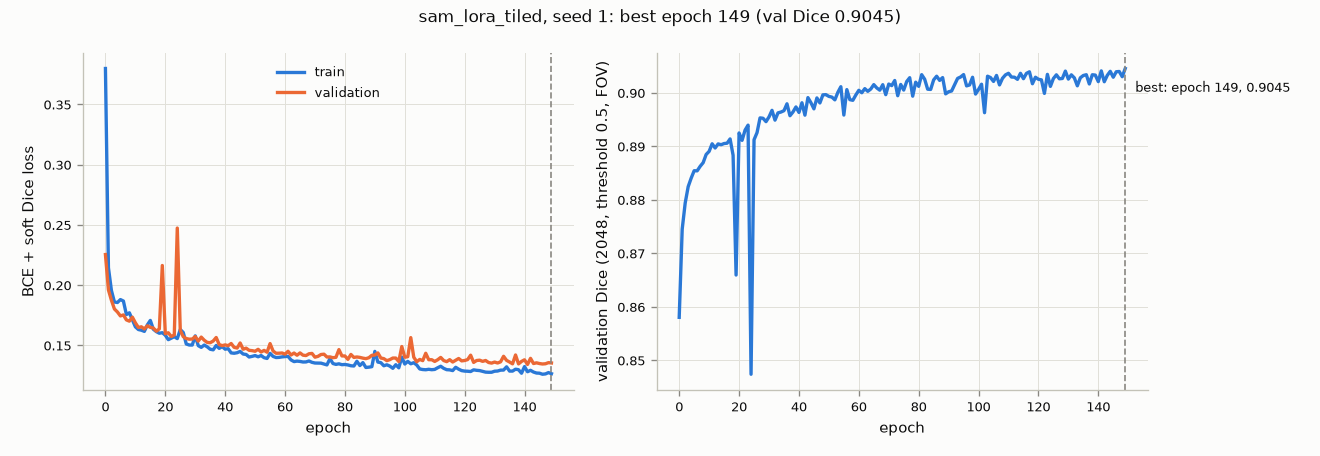 sam_lora_tiled, seed 1: best epoch 149 (val Dice 0.9045)
BCE + soft Dice loss
0.35
0.30
0.25
0.20
0.15
train
validation
0 20 40 60 80 100 120 140
epoch
validation Dice (2048, threshold 0.5, FOV)
0.90
0.89
0.88
0.87
0.86
0.85
best: epoch 149, 0.9045
0 20 40 60 80 100 120 140
epoch